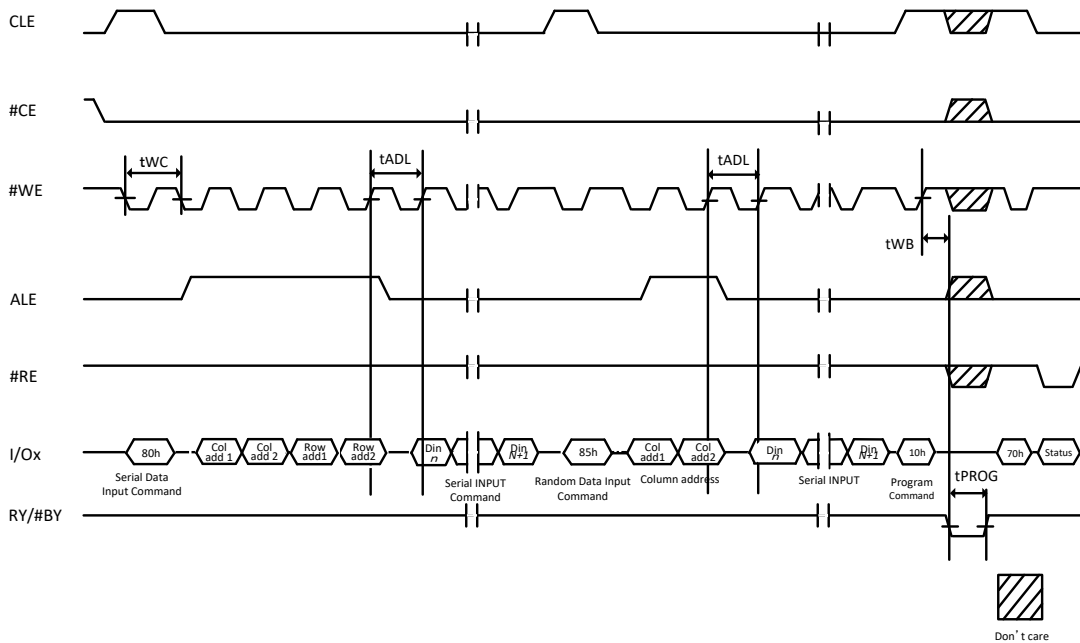 CLE
#CE
tWC
tADL
tADL
#WE
tWB
ALE
#RE
I/Ox
80h
Col add 1
Col add 2
Row add1
Row add2
Din n
Din N+1
85h
Col add1
Col add2
Din n
Din N+1
10h
70h
Status
Serial Data
Input Command
Serial INPUT
Command
Random Data Input
Command
Column address
Serial INPUT
Program
Command
tPROG
RY/#BY
Don't care